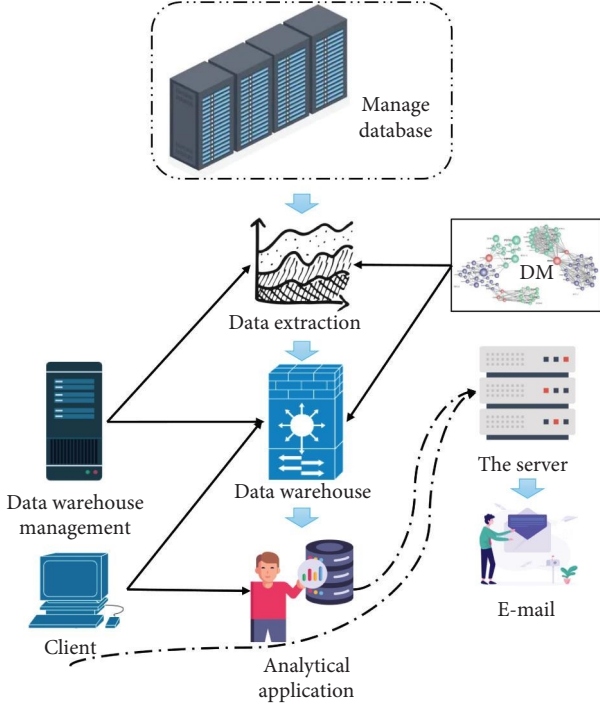 Manage
database
DM
Data extraction
The server
Data warehouse
management
Data warehouse
E-mail
Client
Analytical
application